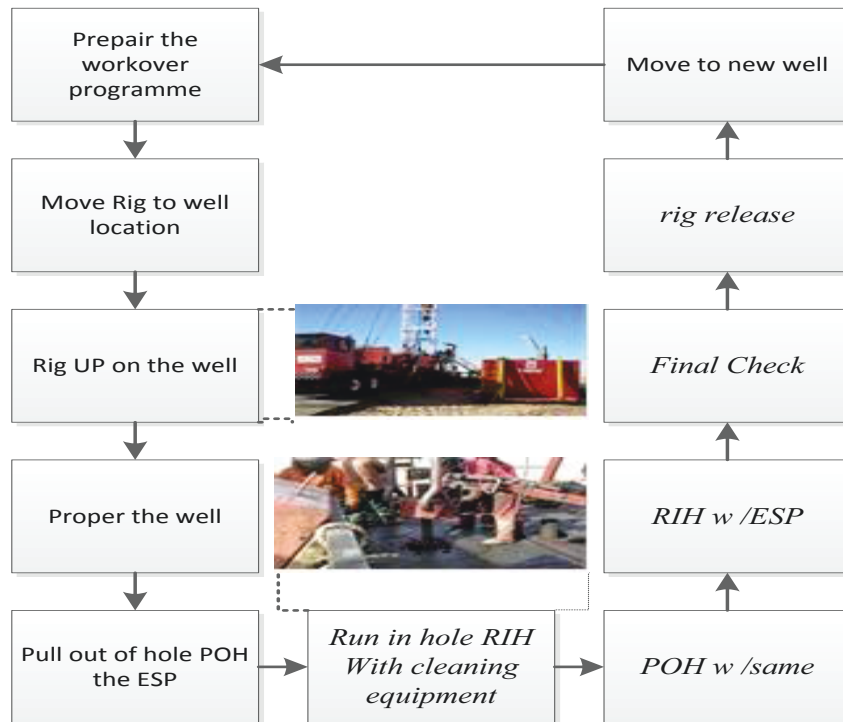 Prepair the
workover
programme
Move Rig to well
location
Rig UP on the well
Proper the well
Pull out of hole POH
the ESP
Run in hole RIH
With cleaning
equipment
POH w /same
RIH w /ESP
Final Check
rig release
Move to new well